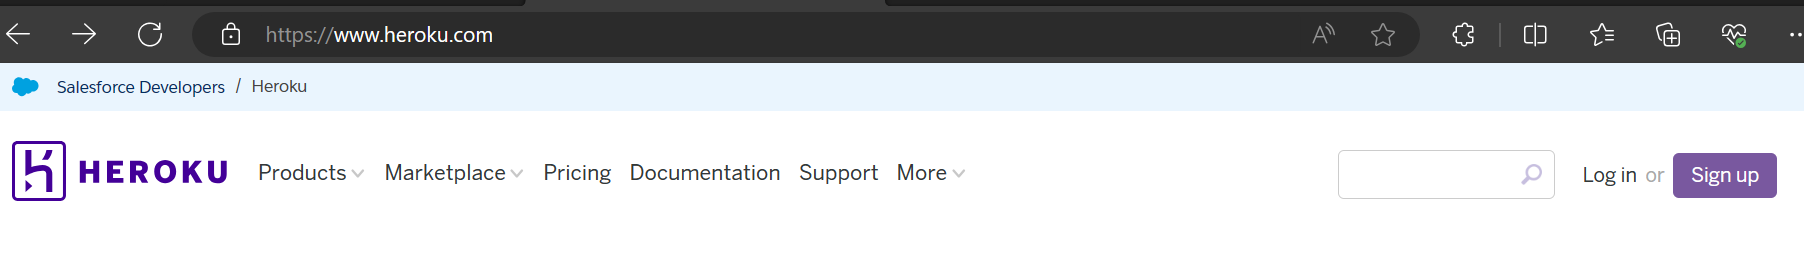 https://www.heroku.com
Salesforce Developers / Heroku
HEROKU Products Marketplace Pricing Documentation Support More Log in or Sign up